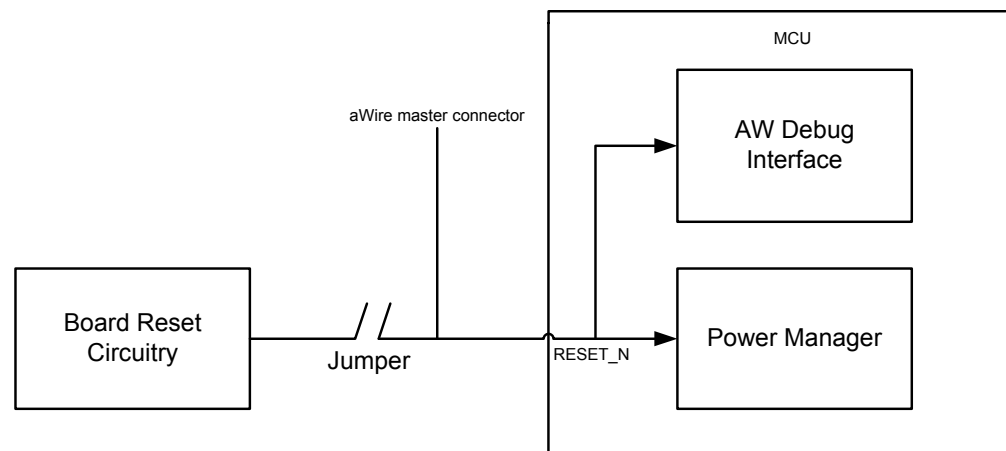 MCU
aWire master connector
AW Debug
Interface
Board Reset
Circuitry
Jumper
RESET_N
Power Manager